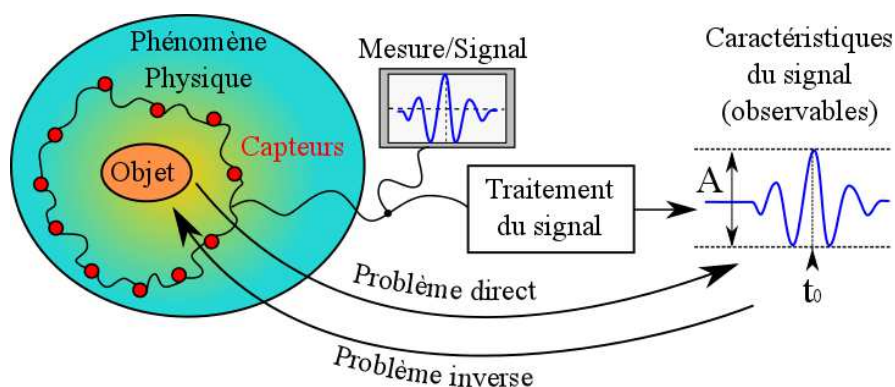 Phénomène
Physique
Objet
Capteurs
Mesure/Signal
Traitement
du signal
Caractéristiques
du signal
(observables)
A
t₀
Problème direct
Problème inverse